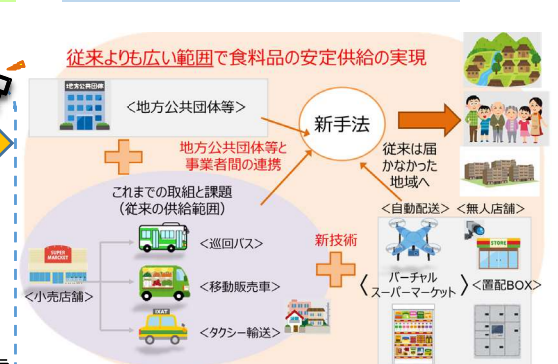 従来よりも広い範囲で食料品の安定供給の実現
地方公共団体
<地方公共団体等>
新手法
地方公共団体等と
事業者間の連携
従来は届
かなかった
地域へ
これまでの取組と課題
(従来の供給範囲)
<自動配送>
<無人店舗>
SUPER
MARKET
<小売店舗>
<巡回バス>
<移動販売車>
IXAT
<タクシー輸送>
新技術
STORE
バーチャル
スーパーマーケット
<置配BOX>